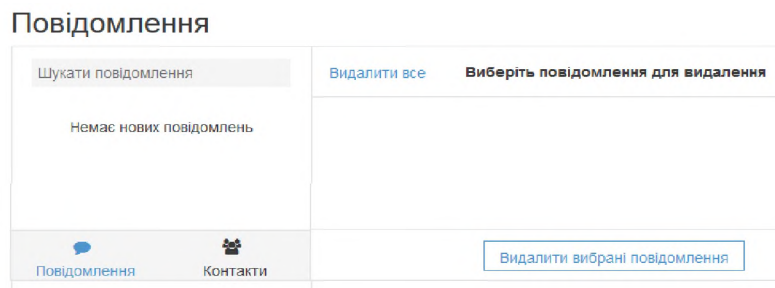 Повідомлення
Шукати повідомлення
Немає нових повідомлень
Повідомлення
Контакти
Видалити все
Виберіть повідомлення для видалення
Видалити вибрані повідомлення